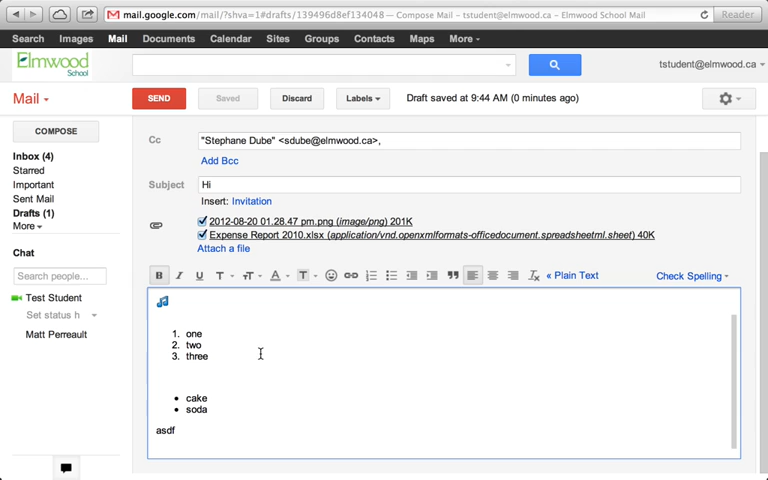 mail.google.com/mail/?shva=1#drafts/139496d8ef134048 — Compose Mail – tstudent@elmwood.ca – Elmwood School Mail
Reader
Search Images Mail Documents Calendar Sites Groups Contacts Maps More
Elmwood
School
tstudent@elmwood.ca
Mail
SEND Saved Discard Labels Draft saved at 9:44 AM (0 minutes ago)
COMPOSE
Inbox (4)
Starred
Important
Sent Mail
Drafts (1)
More
Chat
Search people...
Test Student
Set status h
Matt Perreault
Cc "Stephane Dube" <sdube@elmwood.ca>,
Add Bcc
Subject Hi
Insert: Invitation
2012-08-20 01.28.47 pm.png (image/png) 201K
Expense Report 2010.xlsx (application/vnd.openxmlformats-officedocument.spreadsheetml.sheet) 40K
Attach a file
B I U T T A T « Plain Text Check Spelling
1. one
2. two
3. three
• cake
• soda
asdf